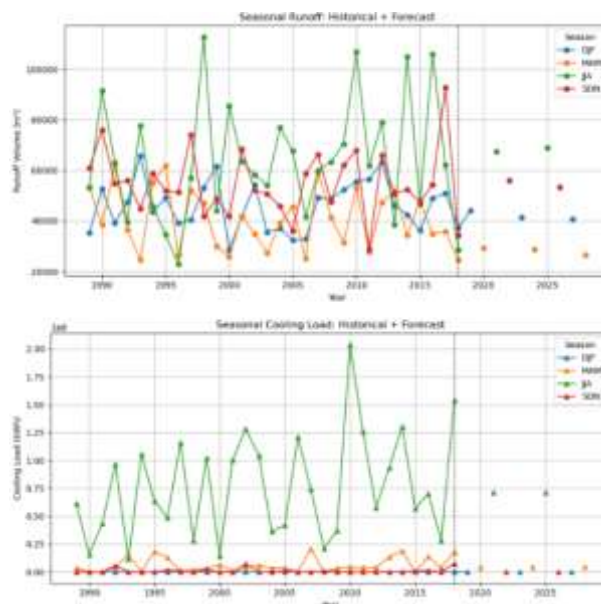 Seasonal Runoff: Historical + Forecast
Runoff Volume (m³)
100000
80000
60000
40000
20000
Season
DJF
MAM
JJA
SON
1990 1995 2000 2005 2010 2015 2020 2025
Year
Seasonal Cooling Load: Historical + Forecast
Cooling Load (kWh)
2.00
1.75
1.50
1.25
1.00
0.75
0.50
0.25
0.00
Season
DJF
MAM
JJA
SON
1990 1995 2000 2005 2010 2015 2020 2025